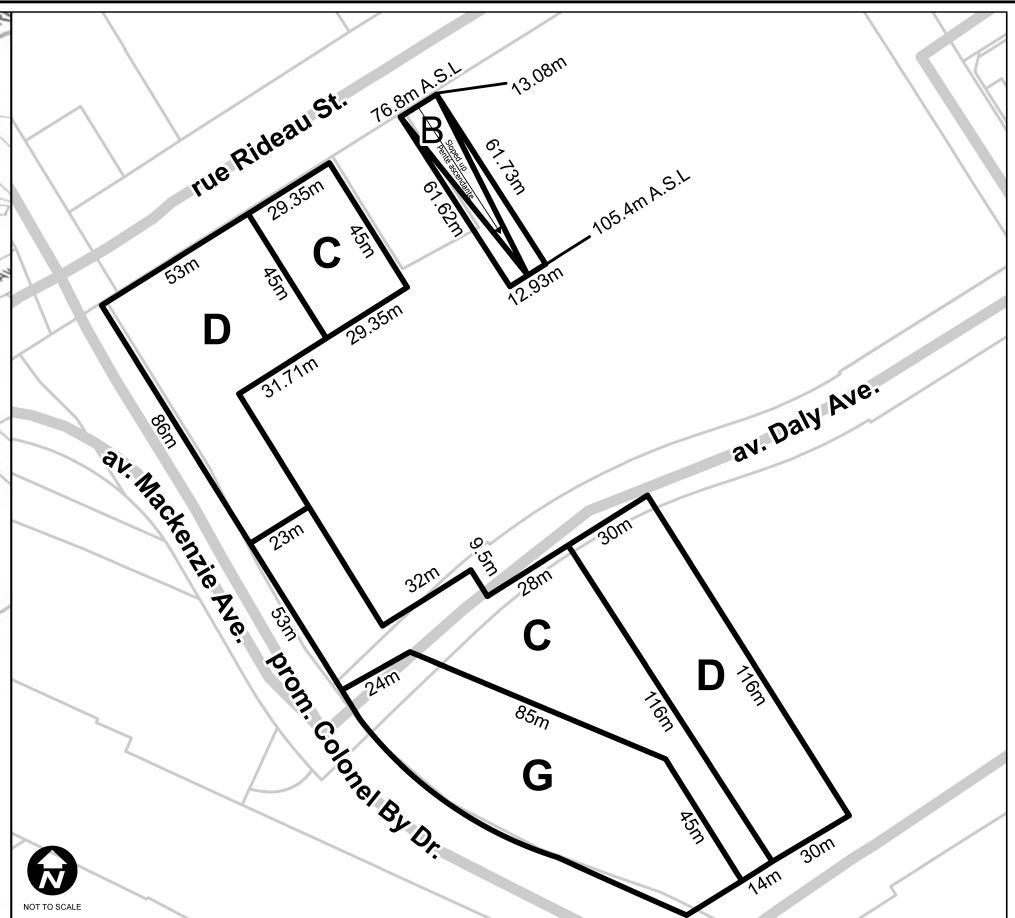 76.8m A.S.L
13.08m
rue Rideau St.
B
Sloped up
Pente ascendante
61.73m
61.62m
105.4m A.S.L
12.93m
29.35m
C
45m
45m
53m
D
29.35m
31.71m
86m
av. Mackenzie Ave.
23m
53m
av. Daly Ave.
32m
9.5m
28m
30m
C
D
116m
116m
24m
85m
G
45m
prom. Colonel By Dr.
30m
14m
N
NOT TO SCALE